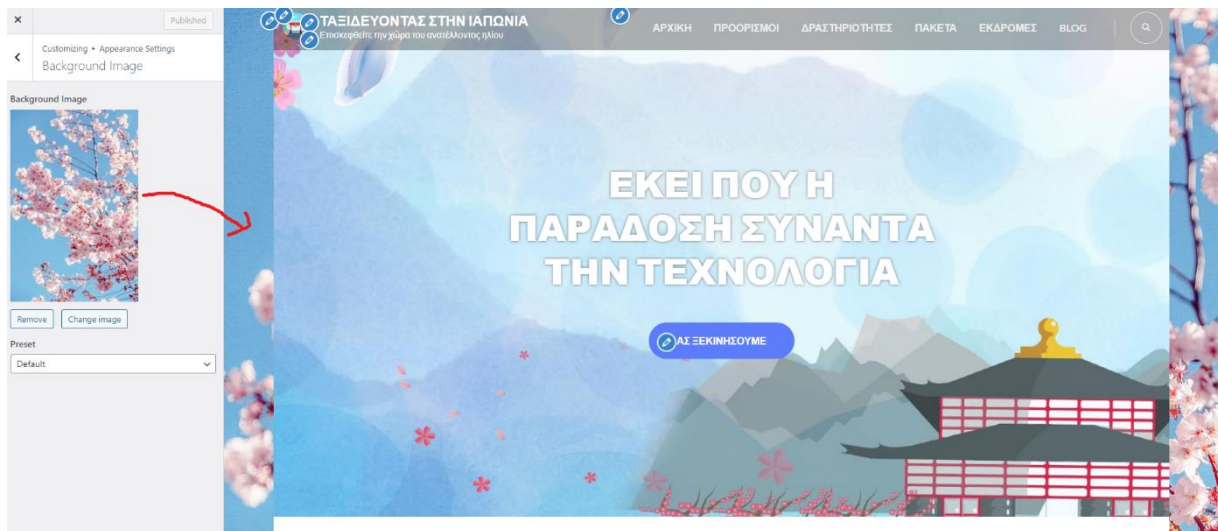 Published
Customizing ▸ Appearance Settings
Background Image
Background Image
Remove
Change image
Preset
Default
ΤΑΞΙΔΕΥΟΝΤΑΣ ΣΤΗΝ ΙΑΠΩΝΙΑ
Επισκεφθείτε την χώρα του ανατέλλοντος ηλίου
ΑΡΧΙΚΗ ΠΡΟΟΡΙΣΜΟΙ ΔΡΑΣΤΗΡΙΟΤΗΤΕΣ ΠΑΚΕΤΑ ΕΚΔΡΟΜΕΣ BLOG
ΕΚΕΙ ΠΟΥ Η
ΠΑΡΑΔΟΣΗ ΣΥΝΑΝΤΑ
ΤΗΝ ΤΕΧΝΟΛΟΓΙΑ
ΑΣ ΞΕΚΙΝΗΣΟΥΜΕ